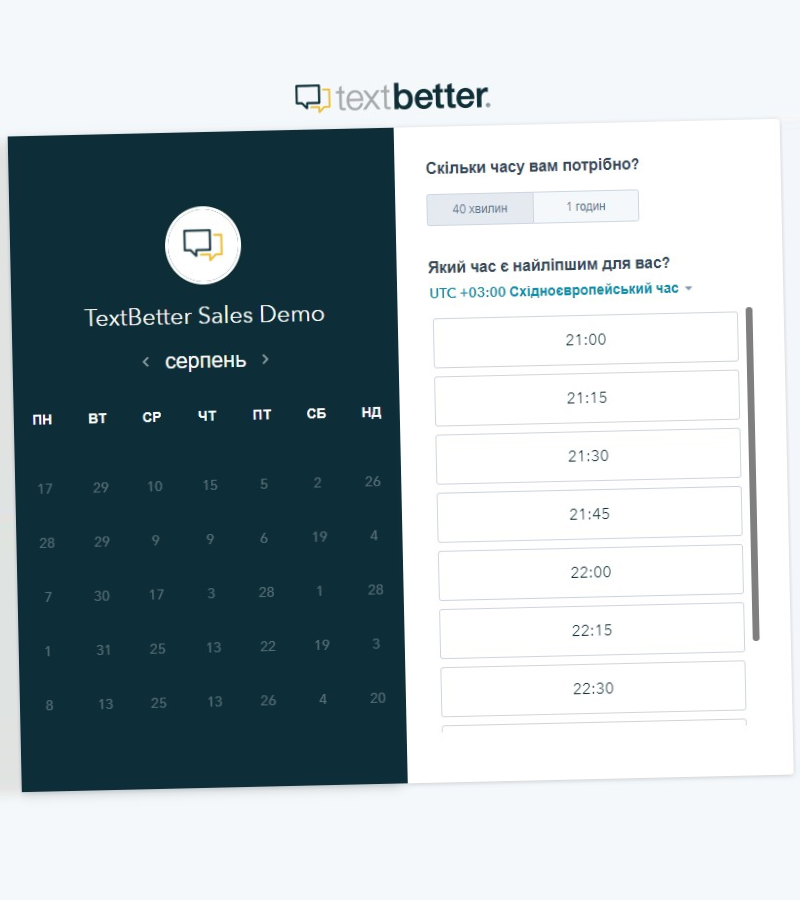 textbetter.
TextBetter Sales Demo
серпень
ПН ВТ СР ЧТ ПТ СБ НД
17 29 10 15 5 2 26
28 29 9 9 6 19 4
7 30 17 3 28 1 28
1 31 25 13 22 19 3
8 13 25 13 26 4 20
Скільки часу вам потрібно?
40 хвилин 1 годин
Який час є найліпшим для вас?
UTC +03:00 Східноєвропейський час
21:00
21:15
21:30
21:45
22:00
22:15
22:30